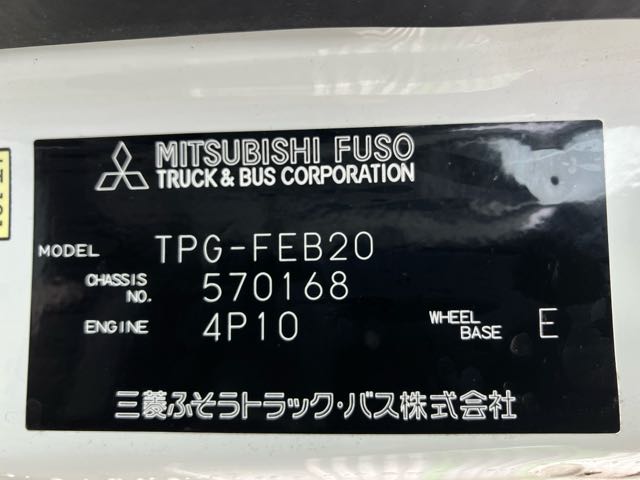 MITSUBISHI FUSO
TRUCK & BUS CORPORATION
MODEL TPG-FEB20
CHASSIS NO. 570168
ENGINE 4P10 WHEEL BASE E
三菱ふそうトラック・バス株式会社